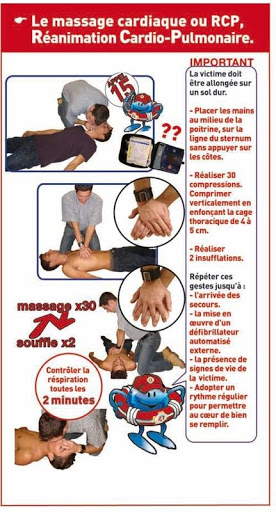 ☛ Le massage cardiaque ou RCP,
Réanimation Cardio-Pulmonaire.
IMPORTANT
La victime doit
être allongée sur
un sol dur.
- Placer les mains
au milieu de la
poitrine, sur la
ligne du sternum
sans appuyer sur
les côtes.
- Réaliser 30
compressions.
Comprimer
verticalement en
enfonçant la cage
thoracique de 4 à
5 cm.
- Réaliser
2 insufflations.
Répéter ces
gestes jusqu'à :
- l'arrivée des
secours.
- la mise en
œuvre d'un
défibrillateur
automatisé
externe.
- la présence de
signes de vie de
la victime.
- Adopter un
rythme régulier
pour permettre
au cœur de bien
se remplir.
15
??
massage x30
souffle x2
Contrôler la
réspiration
toutes les
2 minutes